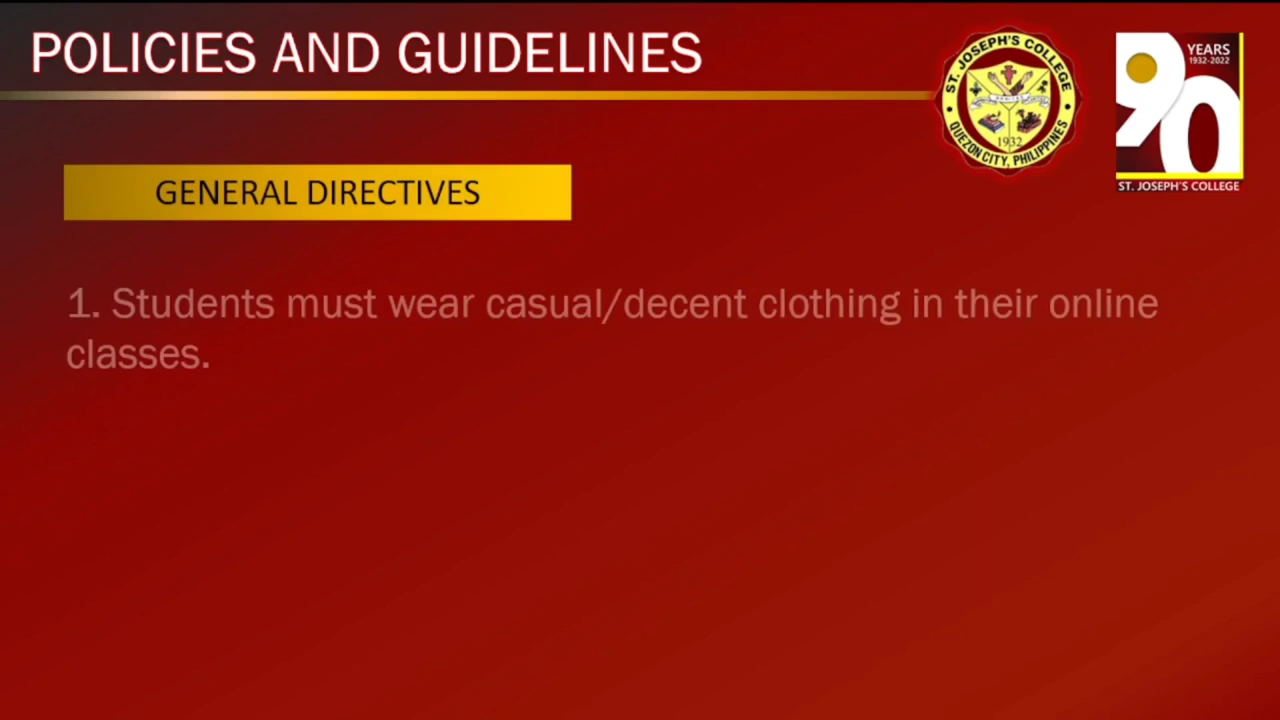 POLICIES AND GUIDELINES
ST. JOSEPH'S COLLEGE
1932
QUEZON CITY, PHILIPPINES
90
YEARS
1932-2022
ST. JOSEPH'S COLLEGE
GENERAL DIRECTIVES
1. Students must wear casual/decent clothing in their online
classes.